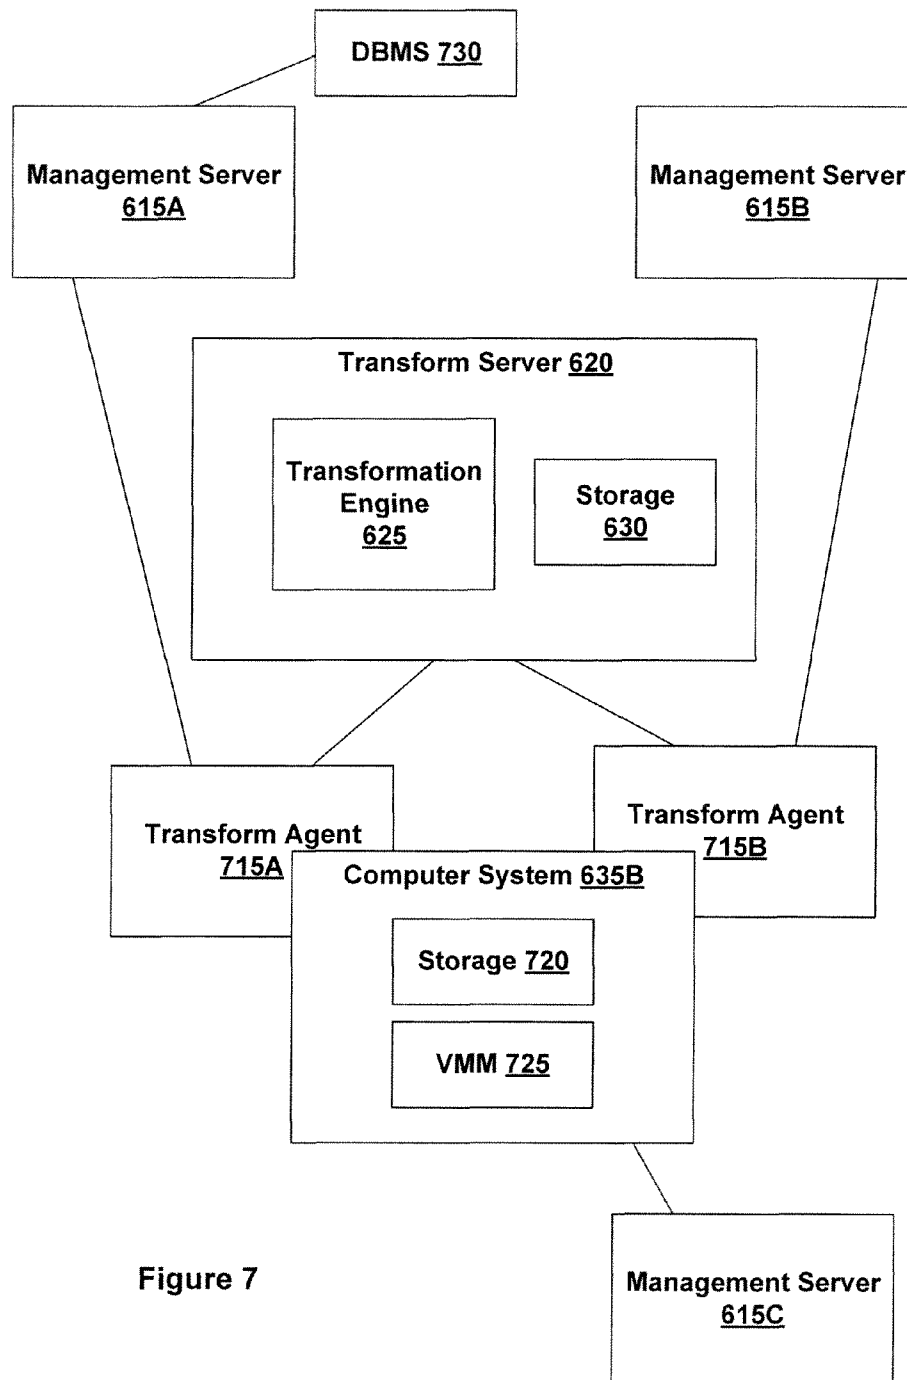 DBMS 730
Management Server
615A
Management Server
615B
Transform Server 620
Transformation
Engine
625
Storage
630
Transform Agent
715A
Transform Agent
715B
Computer System 635B
Storage 720
VMM 725
Figure 7
Management Server
615C